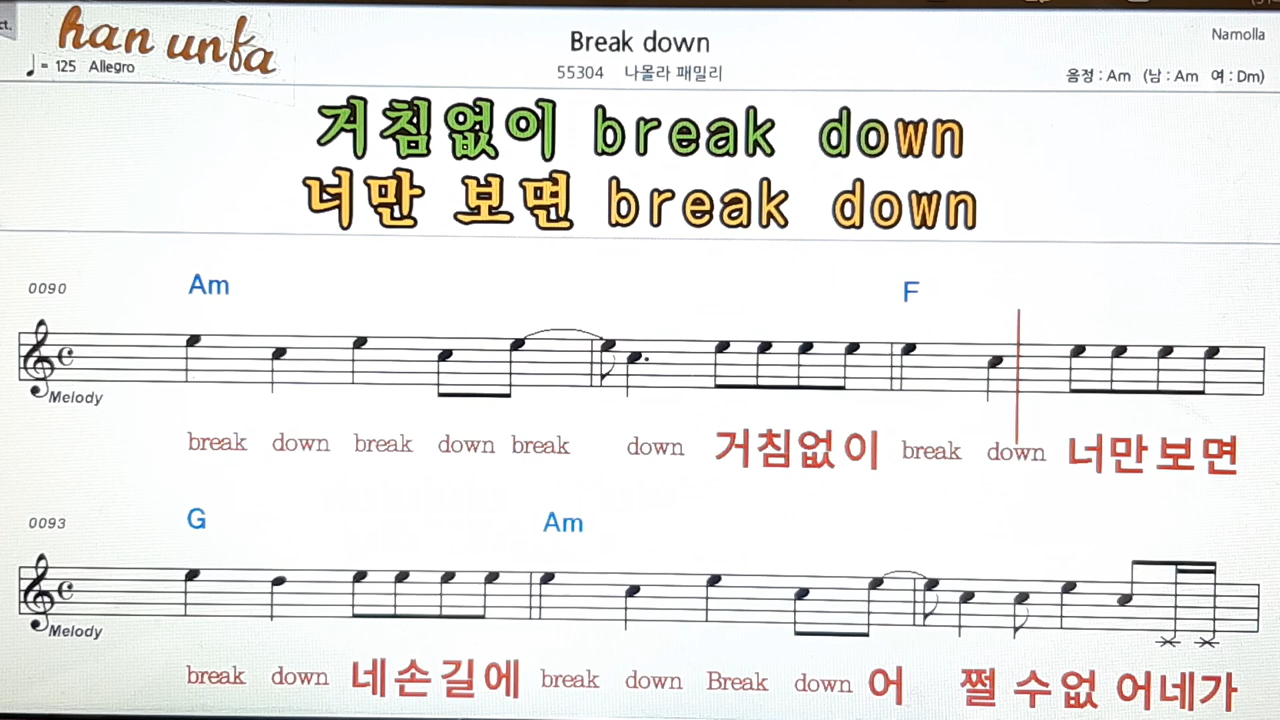 ct.
han unfa
Break down
Namolla
♩= 125 Allegro
55304 나몰라 패밀리
음정 : Am (남 : Am 여 : Dm)
거침없이 break down
너만 보면 break down
0090
Am
F
Melody
break down break down break down 거침없이 break down 너만보면
0093
G
Am
Melody
break down 네손길에 break down Break down 어 쩔 수없 어네가